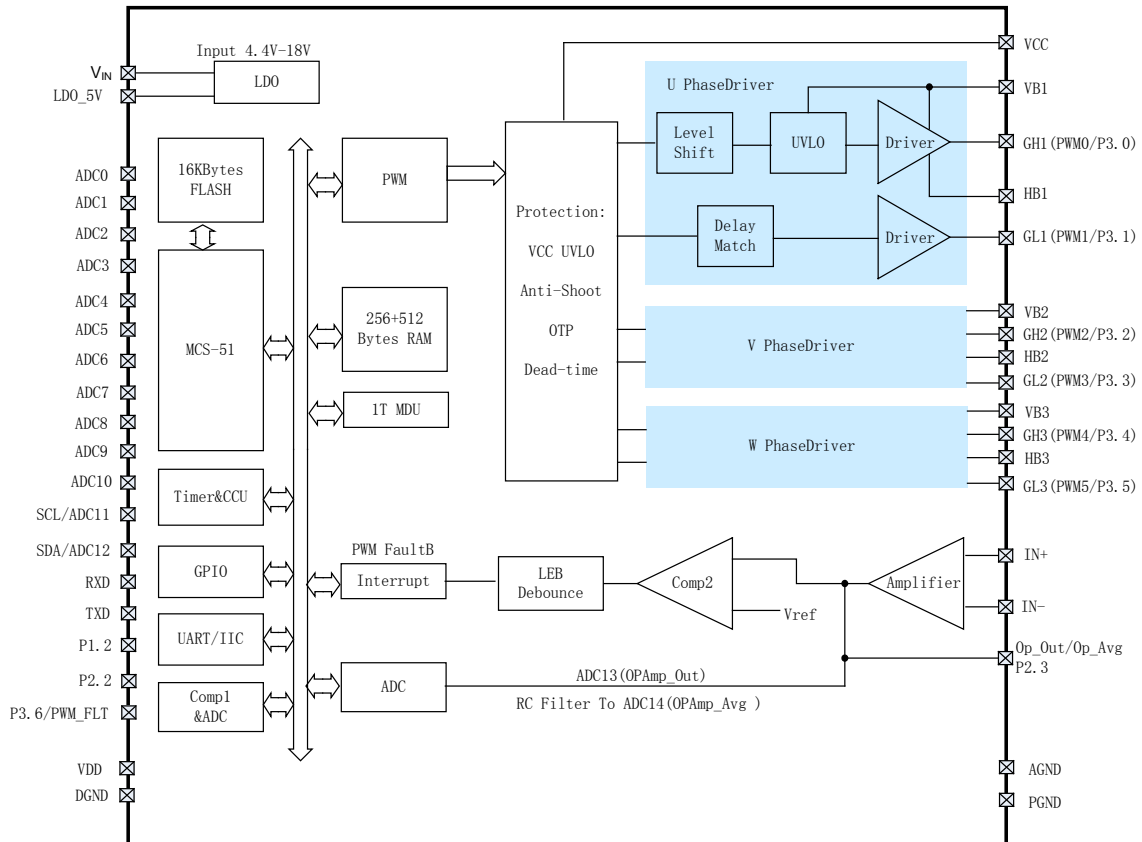 Input 4.4V-18V
VIN
LDO
LDO_5V
16KBytes
FLASH
PWM
MCS-51
256+512
Bytes RAM
1T MDU
Timer&CCU
GPIO
UART/IIC
Comp1
&ADC
PWM FaultB
Interrupt
ADC
LEB
Debounce
Comp2
Vref
Amplifier
ADC13(OPAmp_Out)
RC Filter To ADC14(OPAmp_Avg )
Protection:
VCC UVLO
Anti-Shoot
OTP
Dead-time
U PhaseDriver
Level
Shift
UVLO
Driver
Delay
Match
Driver
V PhaseDriver
W PhaseDriver
ADC0
ADC1
ADC2
ADC3
ADC4
ADC5
ADC6
ADC7
ADC8
ADC9
ADC10
SCL/ADC11
SDA/ADC12
RXD
TXD
P1.2
P2.2
P3.6/PWM_FLT
VDD
DGND
VCC
VB1
GH1(PWM0/P3.0)
HB1
GL1(PWM1/P3.1)
VB2
GH2(PWM2/P3.2)
HB2
GL2(PWM3/P3.3)
VB3
GH3(PWM4/P3.4)
HB3
GL3(PWM5/P3.5)
IN+
IN-
Op_Out/Op_Avg
P2.3
AGND
PGND